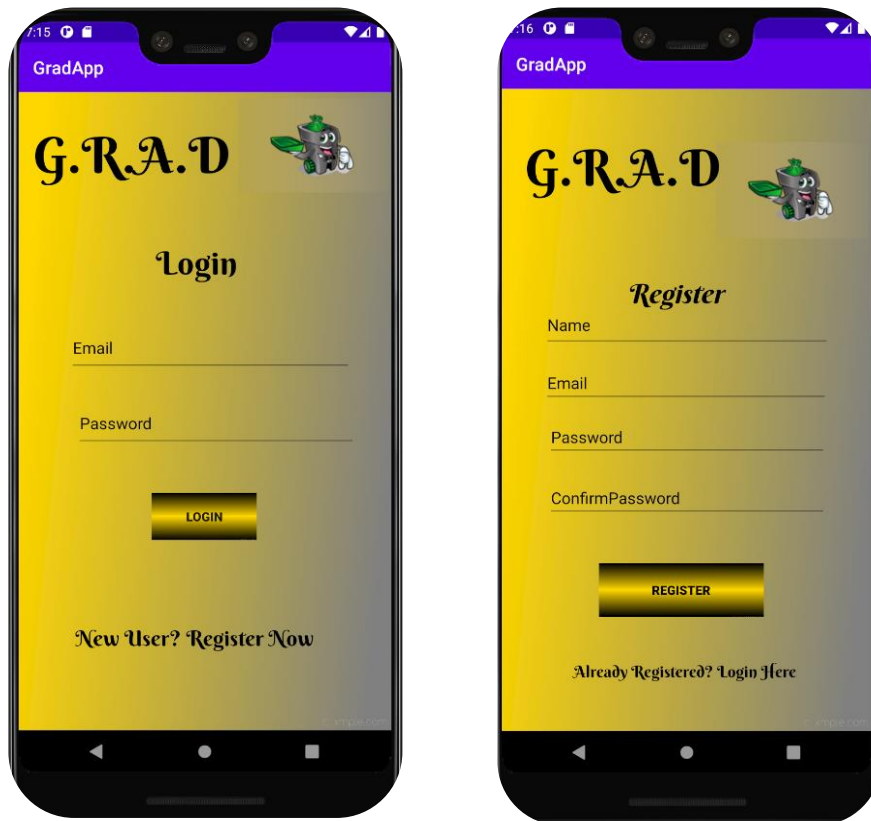 7:15
GradApp
G.R.A.D
Login
Email
Password
LOGIN
New User? Register Now
:16
GradApp
G.R.A.D
Register
Name
Email
Password
ConfirmPassword
REGISTER
Already Registered? Login Here